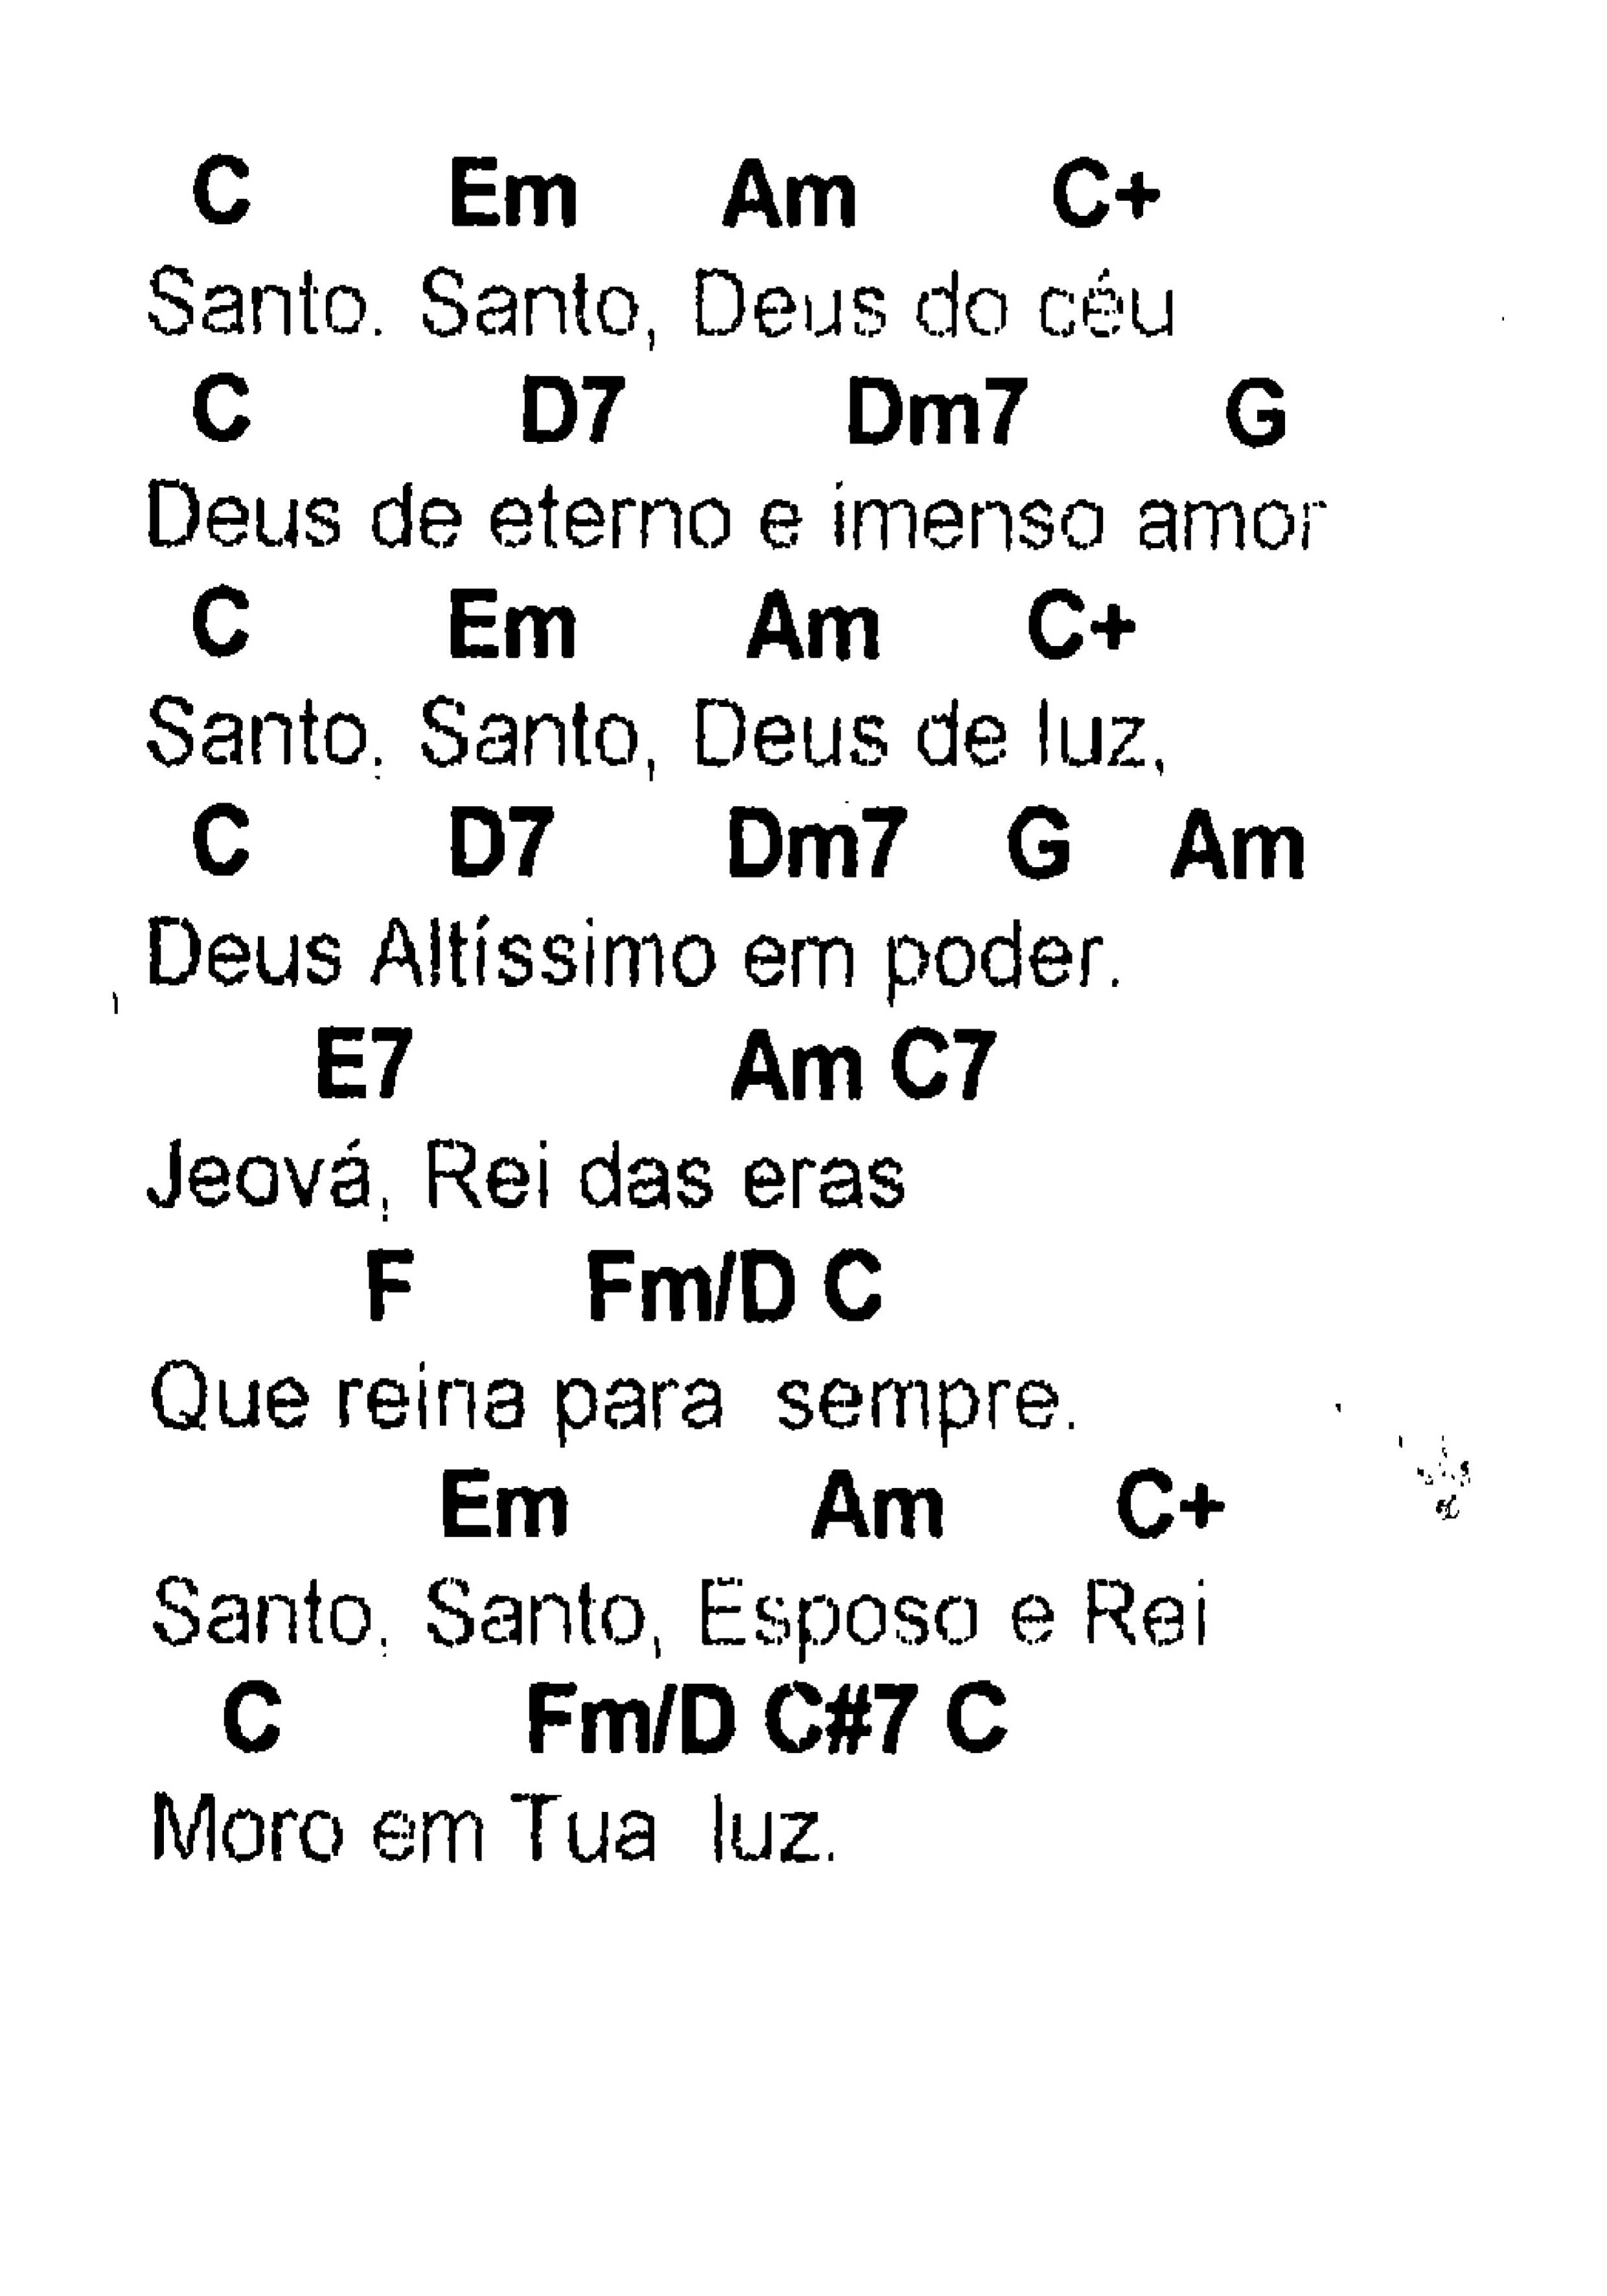 C Em Am C+
Santo. Santo, Deus do céu
C D7 Dm7 G
Deus de eterno e imenso amor
C Em Am C+
Santo, Santo, Deus de luz,
C D7 Dm7 G Am
Deus Altíssimo em poder.
E7 Am C7
Jeová, Rei das eras
F Fm/D C
Que reina para sempre.
Em Am C+
Santo, Santo, Esposo e Rei
C Fm/D C#7 C
Moro em Tua luz.